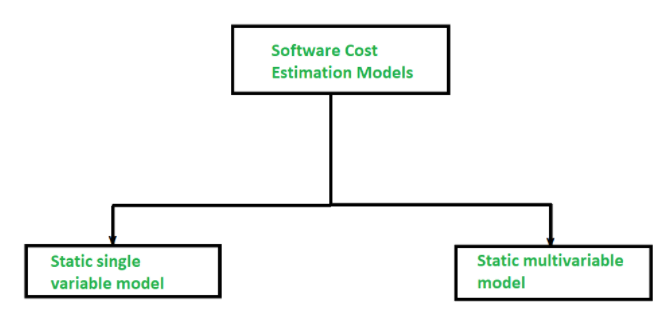 Software Cost
Estimation Models
Static single
variable model
Static multivariable
model